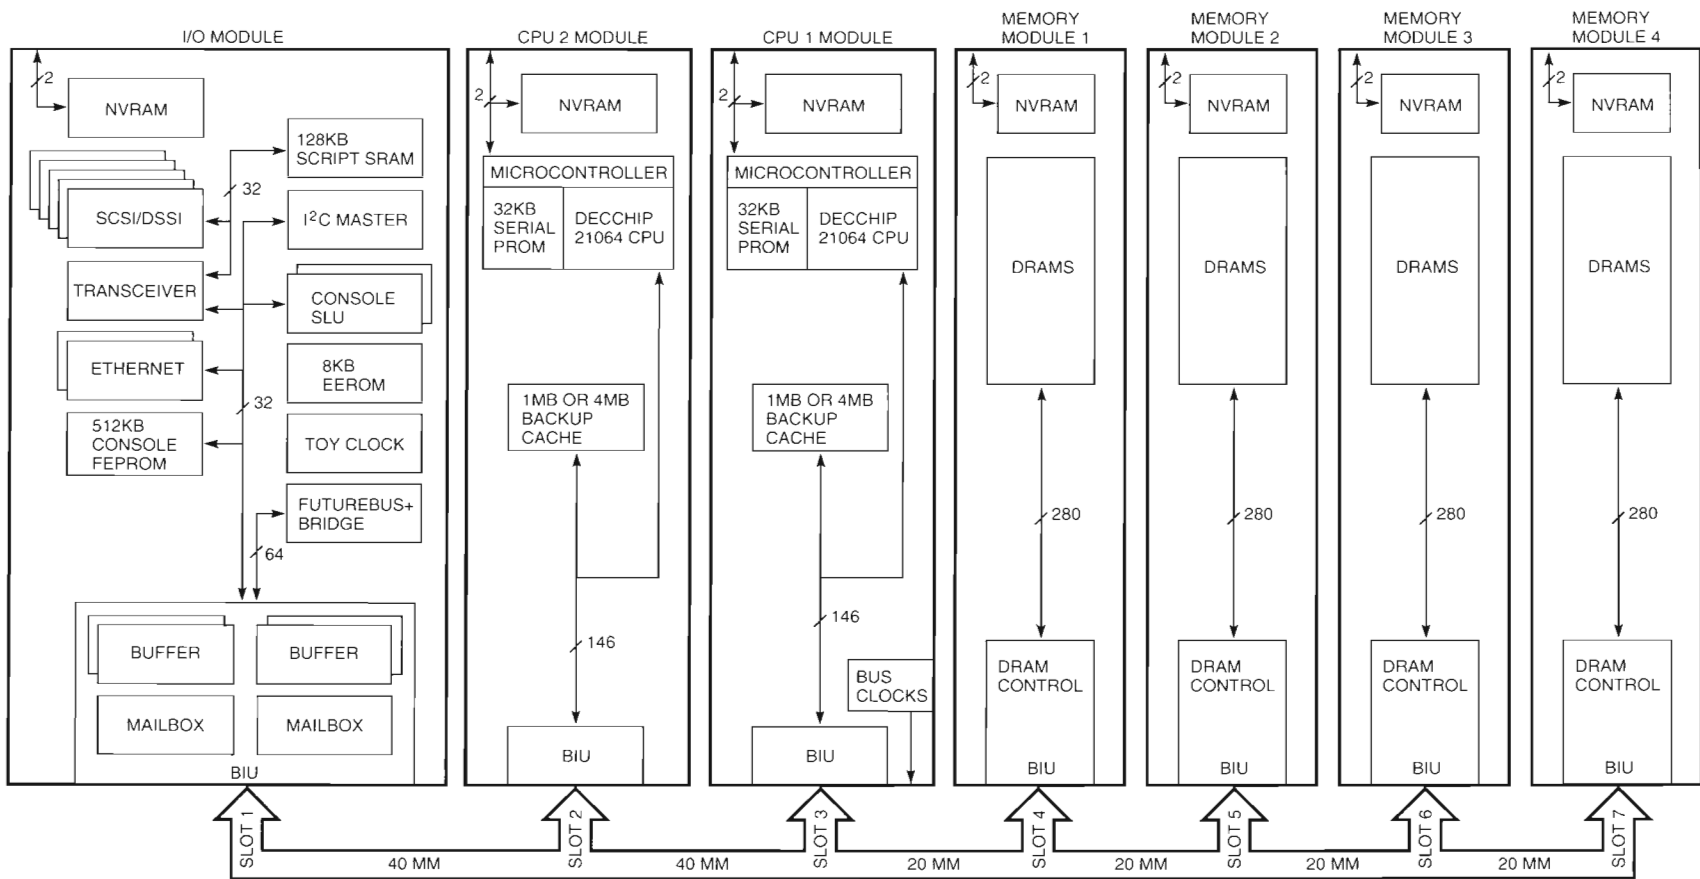 I/O MODULE
2
NVRAM
128KB
SCRIPT SRAM
32
SCSI/DSSI
I²C MASTER
TRANSCEIVER
CONSOLE
SLU
ETHERNET
8KB
EEROM
32
512KB
CONSOLE
FEPROM
TOY CLOCK
FUTUREBUS+
BRIDGE
64
BUFFER
BUFFER
MAILBOX
MAILBOX
BIU
CPU 2 MODULE
2
NVRAM
MICROCONTROLLER
32KB
SERIAL
PROM
DECCHIP
21064 CPU
1MB OR 4MB
BACKUP
CACHE
146
BIU
CPU 1 MODULE
2
NVRAM
MICROCONTROLLER
32KB
SERIAL
PROM
DECCHIP
21064 CPU
1MB OR 4MB
BACKUP
CACHE
146
BUS
CLOCKS
BIU
MEMORY
MODULE 1
2
NVRAM
DRAMS
280
DRAM
CONTROL
BIU
MEMORY
MODULE 2
2
NVRAM
DRAMS
280
DRAM
CONTROL
BIU
MEMORY
MODULE 3
2
NVRAM
DRAMS
280
DRAM
CONTROL
BIU
MEMORY
MODULE 4
2
NVRAM
DRAMS
280
DRAM
CONTROL
BIU
SLOT 1
40 MM
SLOT 2
40 MM
SLOT 3
20 MM
SLOT 4
20 MM
SLOT 5
20 MM
SLOT 6
20 MM
SLOT 7